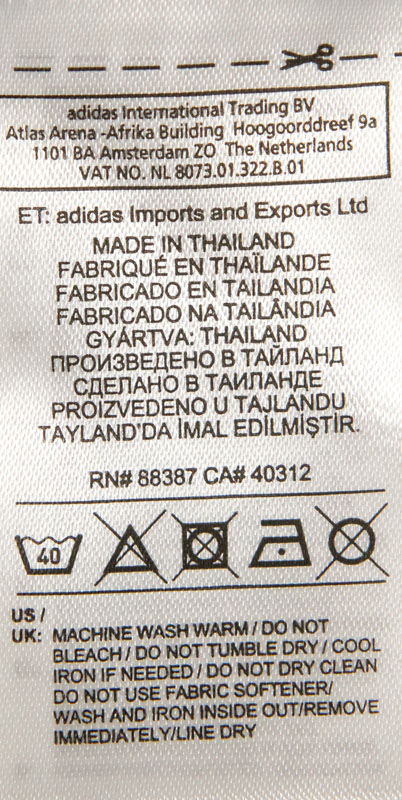 adidas International Trading BV
Atlas Arena -Afrika Building Hoogoorddreef 9a
1101 BA Amsterdam ZO The Netherlands
VAT NO. NL 8073.01.322.B.01
ET: adidas Imports and Exports Ltd
MADE IN THAILAND
FABRIQUÉ EN THAÏLANDE
FABRICADO EN TAILANDIA
FABRICADO NA TAILÂNDIA
GYÁRTVA: THAILAND
ПРОИЗВЕДЕНО В ТАЙЛАНД
СДЕЛАНО В ТАИЛАНДЕ
PROIZVEDENO U TAJLANDU
TAYLAND'DA İMAL EDİLMİŞTİR.
RN# 88387 CA# 40312
40
US /
UK: MACHINE WASH WARM / DO NOT
BLEACH / DO NOT TUMBLE DRY / COOL
IRON IF NEEDED / DO NOT DRY CLEAN
DO NOT USE FABRIC SOFTENER/
WASH AND IRON INSIDE OUT/REMOVE
IMMEDIATELY/LINE DRY